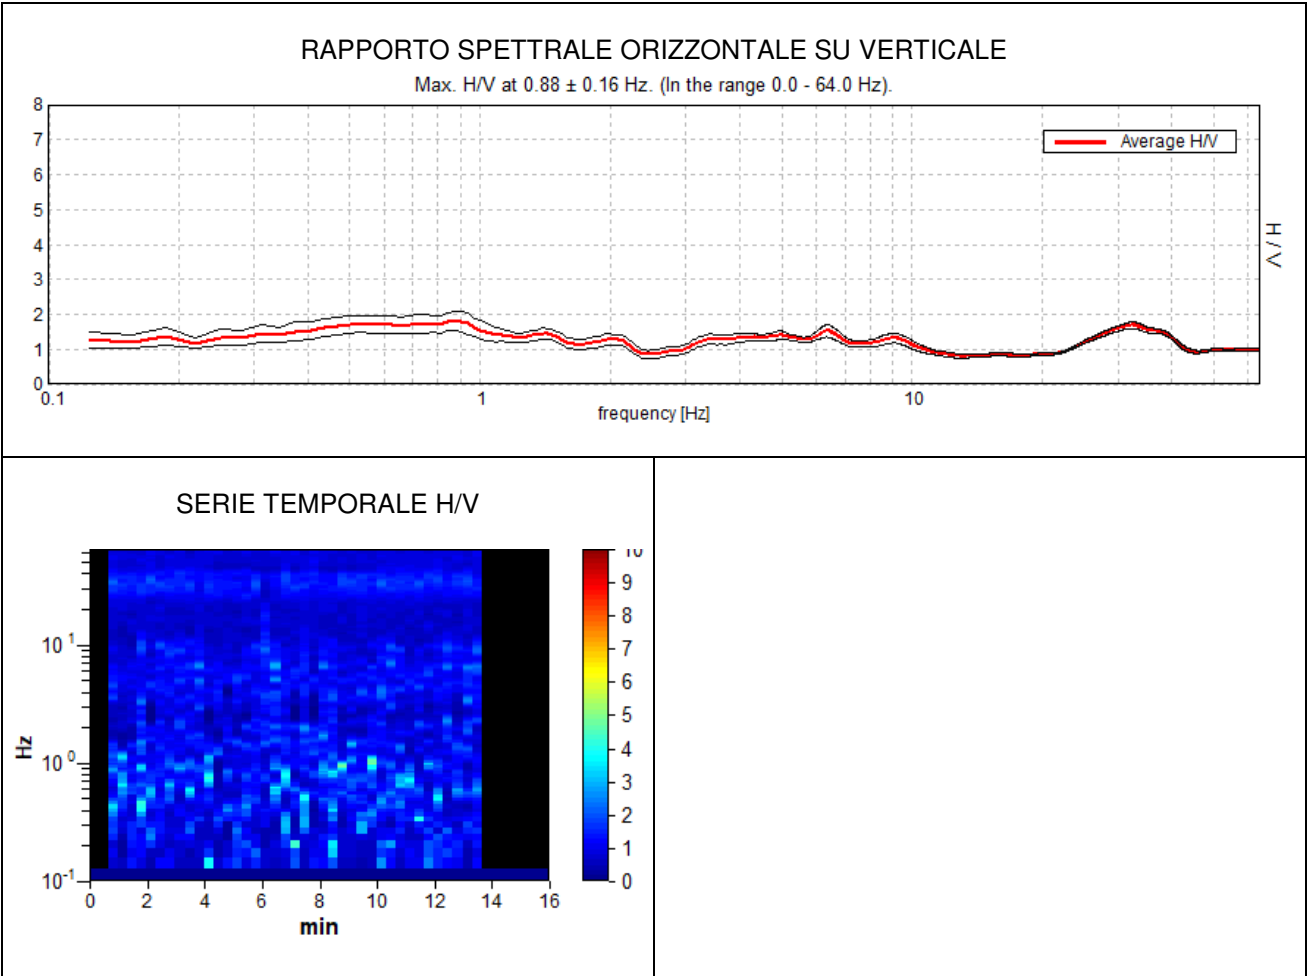 RAPPORTO SPETTRALE ORIZZONTALE SU VERTICALE
Max. H/V at 0.88 ± 0.16 Hz. (In the range 0.0 - 64.0 Hz).
8
7
6
5
4
3
2
1
0
Average H/V
H / V
0.1 1 10
frequency [Hz]
SERIE TEMPORALE H/V
Hz
10 1
10 0
10 -1
0 2 4 6 8 10 12 14 16
min
10
9
8
7
6
5
4
3
2
1
0